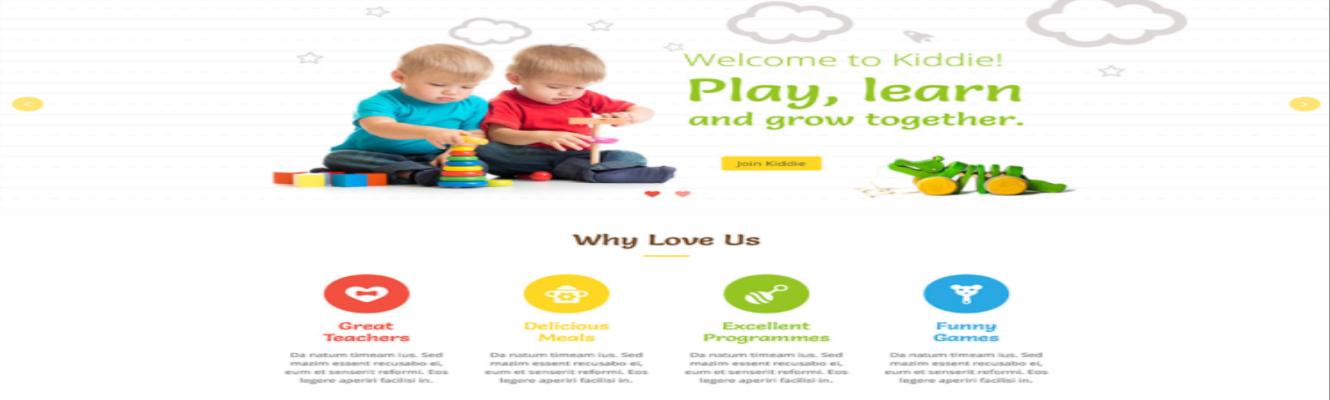 Welcome to Kiddie!
Play, learn
and grow together.
Join Kiddie
Why Love Us
Great
Teachers
Da natum timeam ius. Sed
mazim essent recusabo ei,
eum et senserit reformi. Eos
legere aperiri facilisi in.
Delicious
Meals
Da natum timeam ius. Sed
mazim essent recusabo ei,
eum et senserit reformi. Eos
legere aperiri facilisi in.
Excellent
Programmes
Da natum timeam ius. Sed
mazim essent recusabo ei,
eum et senserit reformi. Eos
legere aperiri facilisi in.
Funny
Games
Da natum timeam ius. Sed
mazim essent recusabo ei,
eum et senserit reformi. Eos
legere aperiri facilisi in.